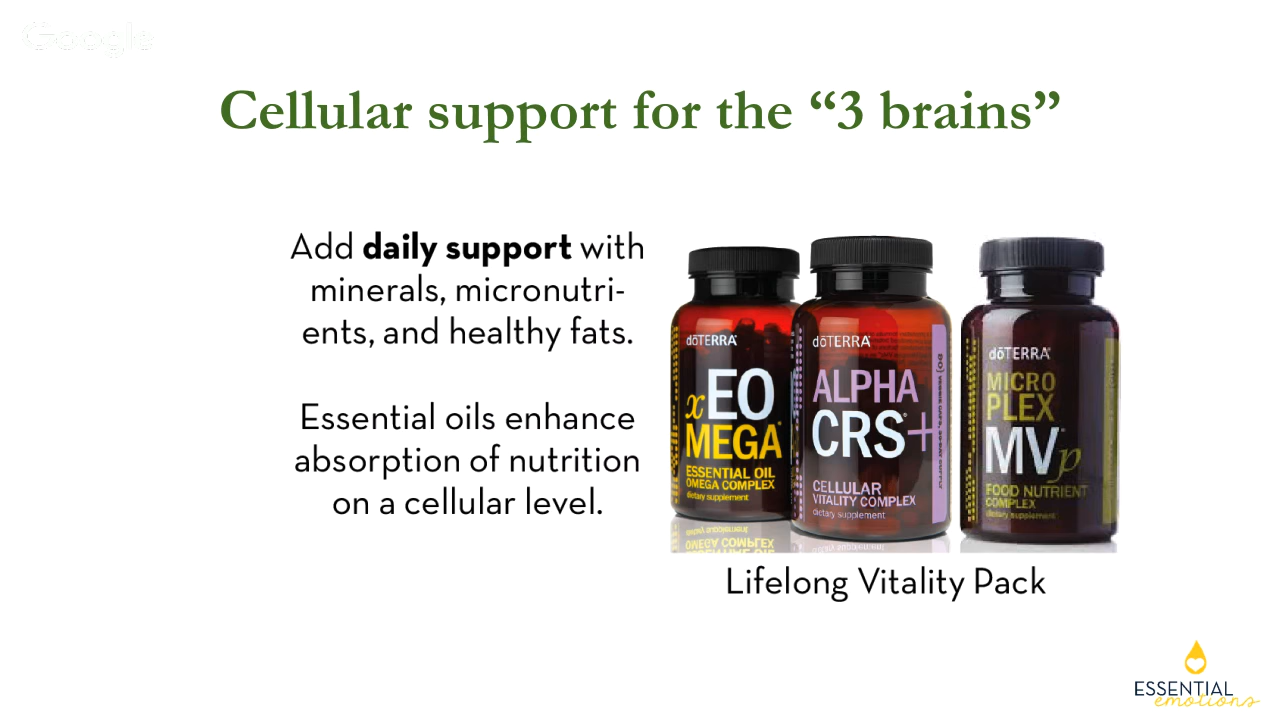 Google
Cellular support for the “3 brains”
Add daily support with
minerals, micronutri-
ents, and healthy fats.
Essential oils enhance
absorption of nutrition
on a cellular level.
dōTERRA
xEO
MEGA
ESSENTIAL OIL
OMEGA COMPLEX
dietary supplement
dōTERRA
ALPHA
CRS+
CELLULAR
VITALITY COMPLEX
dietary supplement
dōTERRA
MICRO
PLEX
MVp
FOOD NUTRIENT
COMPLEX
dietary supplement
Lifelong Vitality Pack
ESSENTIAL
emotions